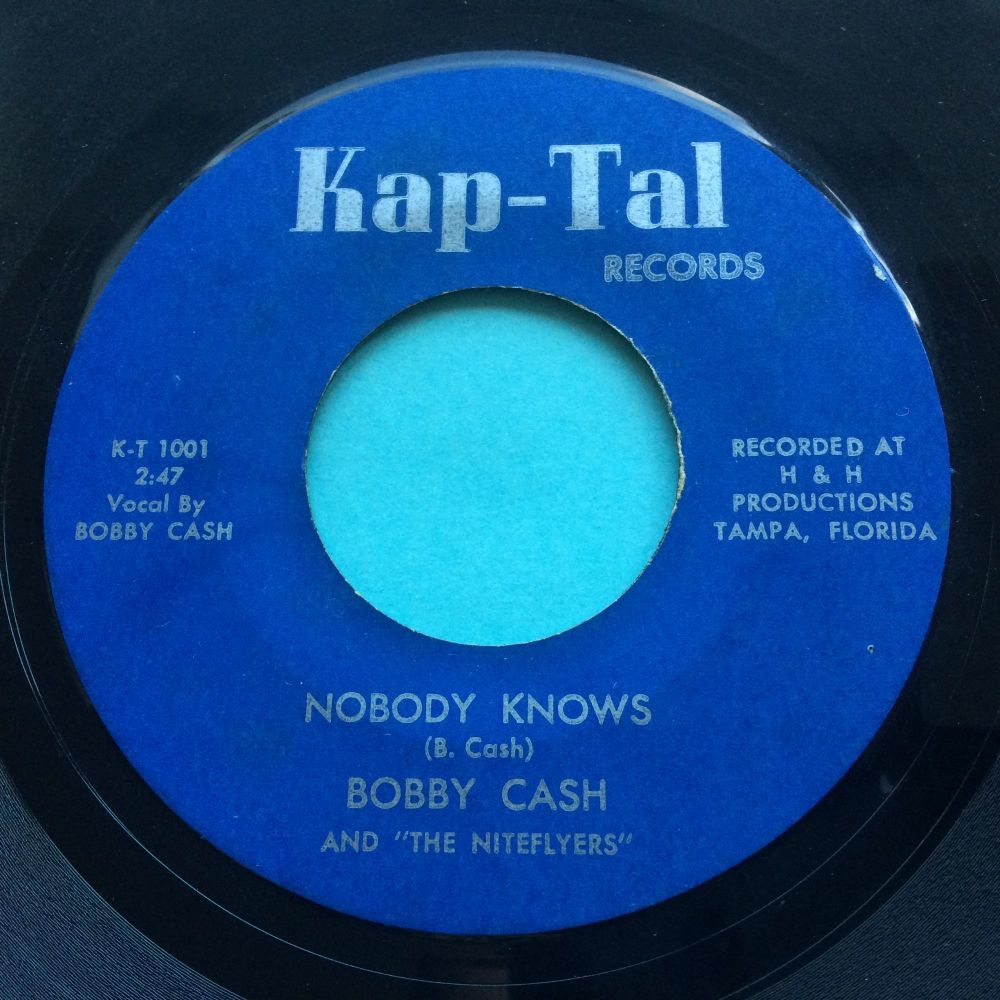 Kap-Tal
RECORDS
K-T 1001
2:47
Vocal By
BOBBY CASH
RECORDED AT
H & H
PRODUCTIONS
TAMPA, FLORIDA
NOBODY KNOWS
(B. Cash)
BOBBY CASH
AND "THE NITEFLYERS"